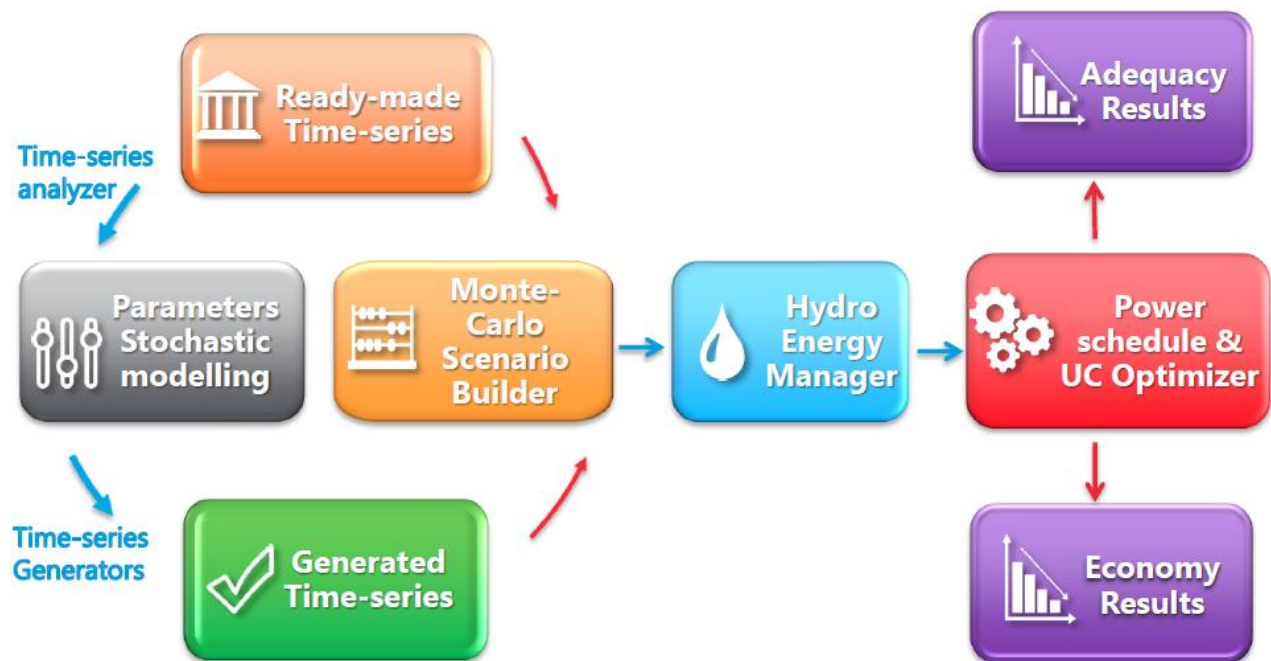 Ready-made
Time-series
Adequacy
Results
Time-series
analyzer
Parameters
Stochastic
modelling
Monte-
Carlo
Scenario
Builder
Hydro
Energy
Manager
Power
schedule &
UC Optimizer
Time-series
Generators
Generated
Time-series
Economy
Results